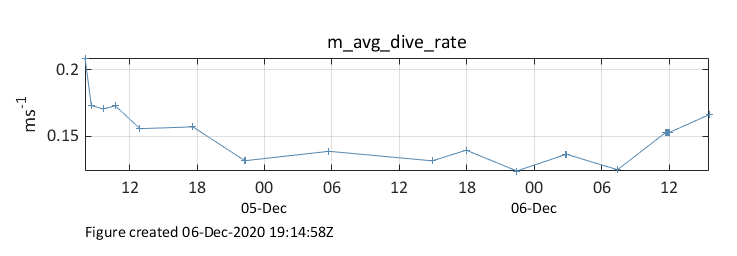 m_avg_dive_rate
0.2
0.15
ms-1
12 18 00 06 12 18 00 06 12
05-Dec 06-Dec
Figure created 06-Dec-2020 19:14:58Z